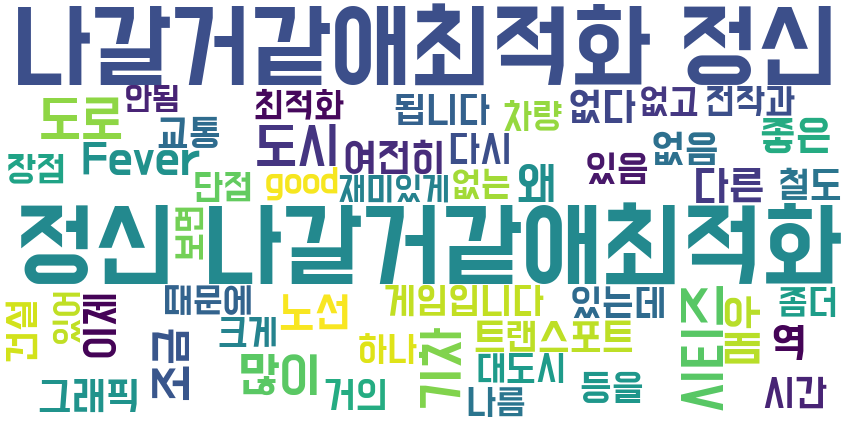 나갈거같애최적화 정신
안됨
최적화
됩니다
차량
없다
없고
전작과
도로
교통
도시
여전히
다시
있음
없음
좋은
장점
Fever
단점
good
재미있게
없는
왜
다른
철도
정신
보면
나갈거같애최적화
건설
있어
이제
때문에
노선
게임입니다
있는데
시티즈
아몸
좀더
크게
조금
하나
기차
트랜스포트
역
그래픽
많이
거의
대도시
나름
등을
시간